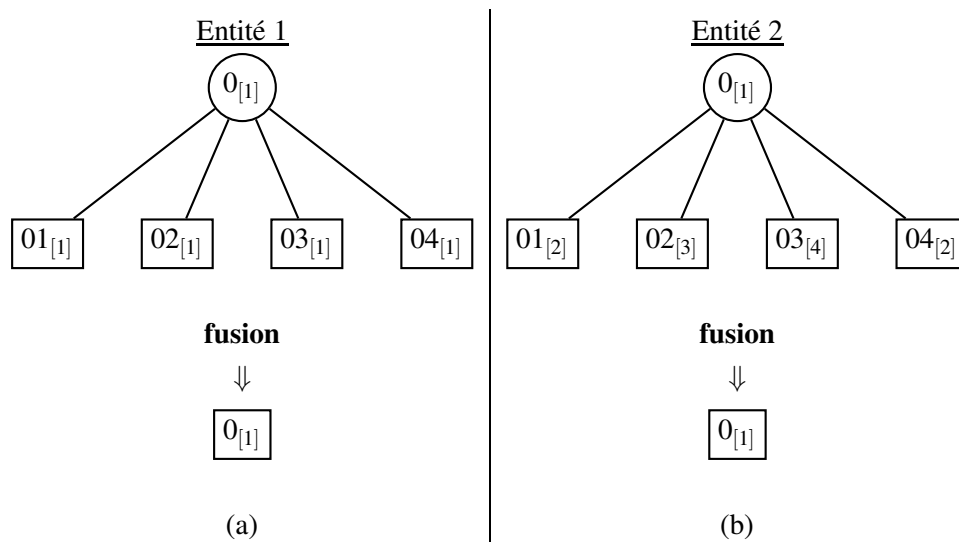 Entité 1
0[1]
01[1] 02[1] 03[1] 04[1]
fusion
⇓
0[1]
(a)
Entité 2
0[1]
01[2] 02[3] 03[4] 04[2]
fusion
⇓
0[1]
(b)